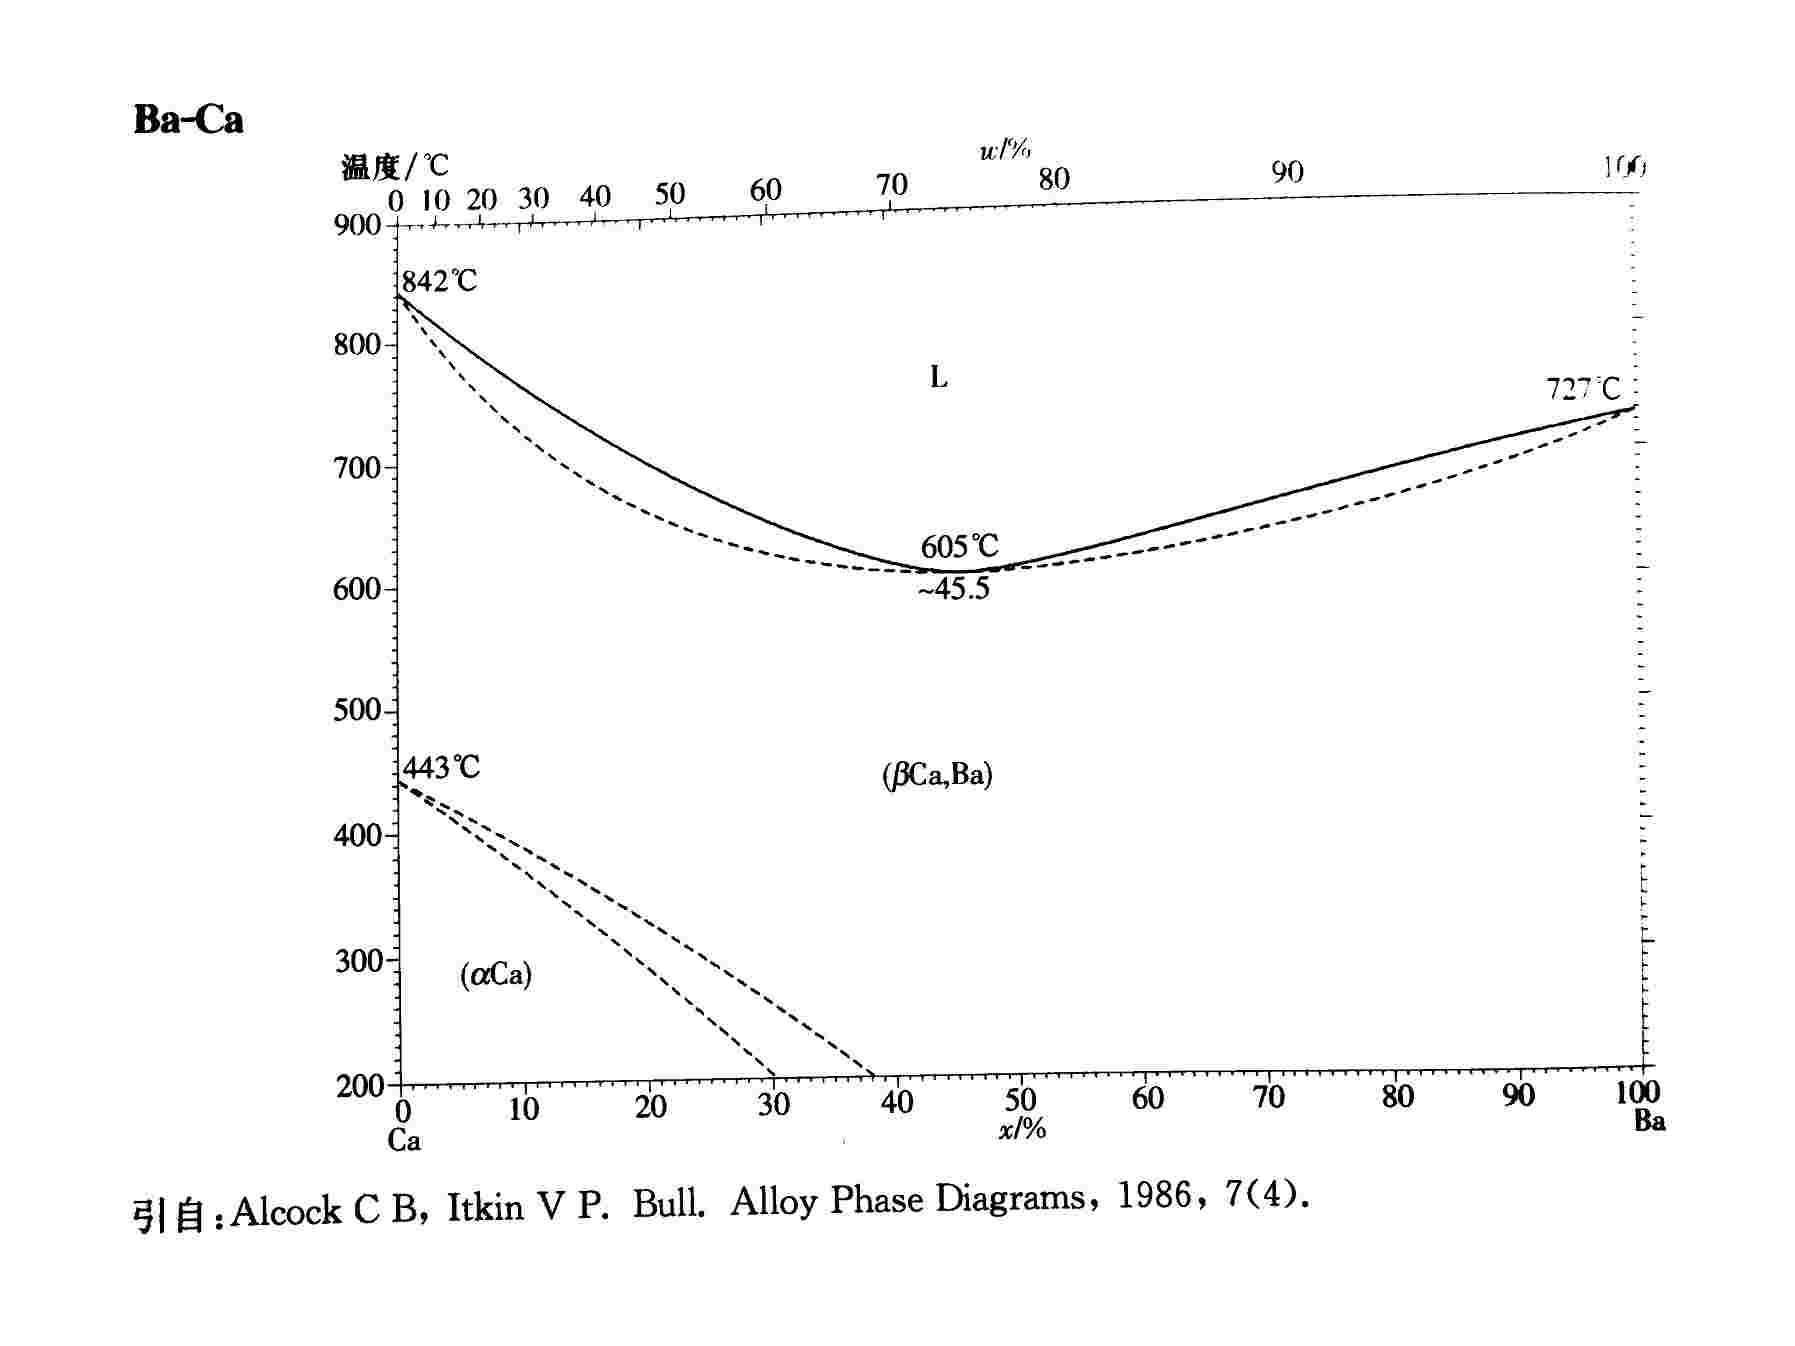 Ba-Ca
w/%
温度/℃
0 10 20 30 40 50 60 70 80 90 100
900
842℃
800
L
727℃
700
605℃
~45.5
600
500
443℃
(βCa,Ba)
400
300
(αCa)
200
0 10 20 30 40 50 60 70 80 90 100
Ca x/% Ba
引自:Alcock C B, Itkin V P. Bull. Alloy Phase Diagrams, 1986, 7(4).